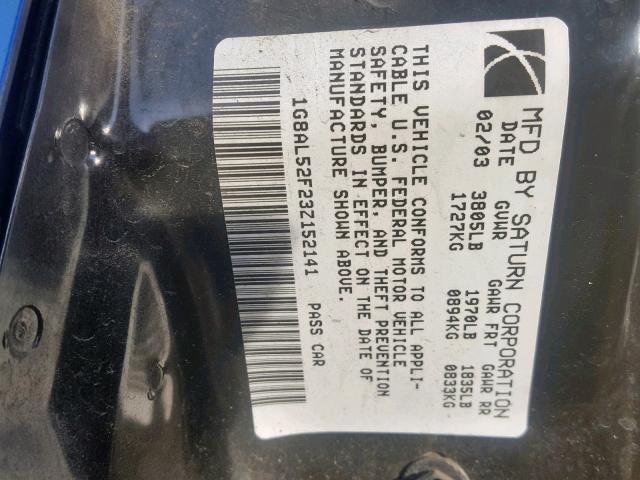 MFD BY SATURN CORPORATION
DATE GVWR GAWR FRT GAWR RR
02/03 3805LB 1970LB 1835LB
1727KG 0894KG 0833KG
THIS VEHICLE CONFORMS TO ALL APPLI-
CABLE U.S. FEDERAL MOTOR VEHICLE
SAFETY, BUMPER, AND THEFT PREVENTION
STANDARDS IN EFFECT ON THE DATE OF
MANUFACTURE SHOWN ABOVE.
1G8AL52F23Z152141 PASS CAR